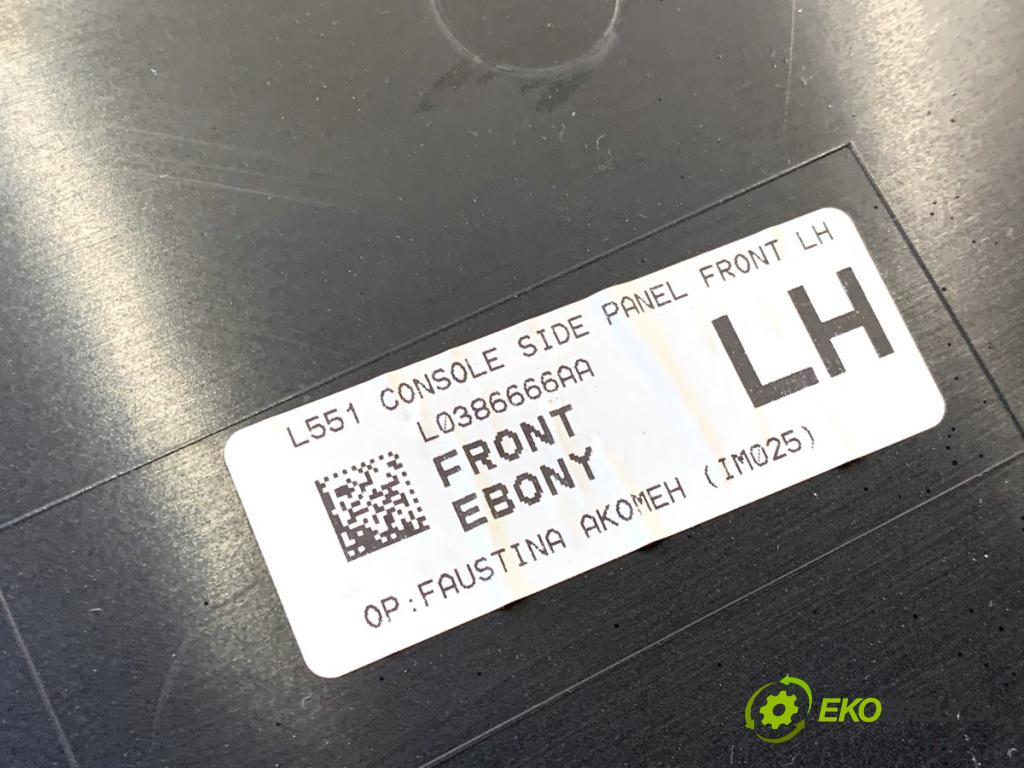 L551 CONSOLE SIDE PANEL FRONT LH
L0386666AA
LH
FRONT
EBONY
OP:FAUSTINA AKOMEH (IM025)
EKO